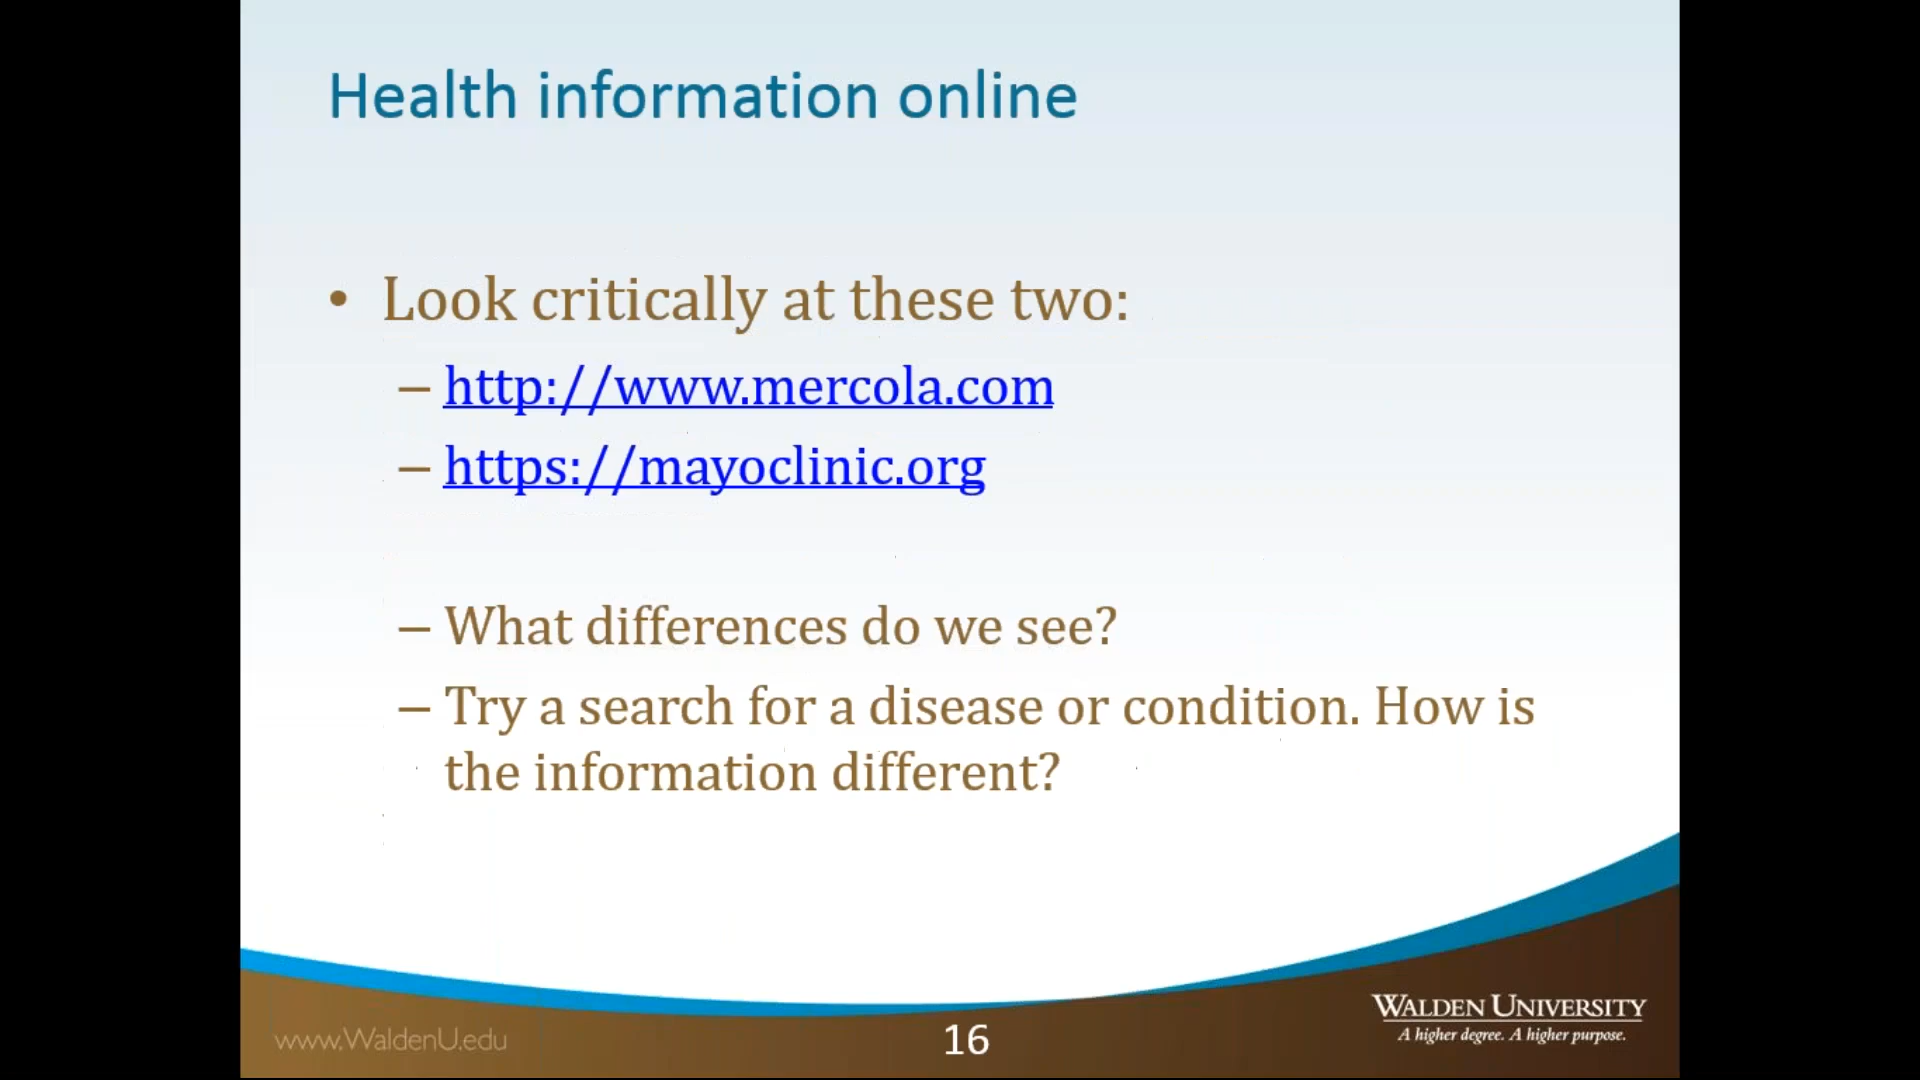 Health information online
• Look critically at these two:
– http://www.mercola.com
– https://mayoclinic.org
– What differences do we see?
– Try a search for a disease or condition. How is
the information different?
www.WaldenU.edu
16
WALDEN UNIVERSITY
A higher degree. A higher purpose.